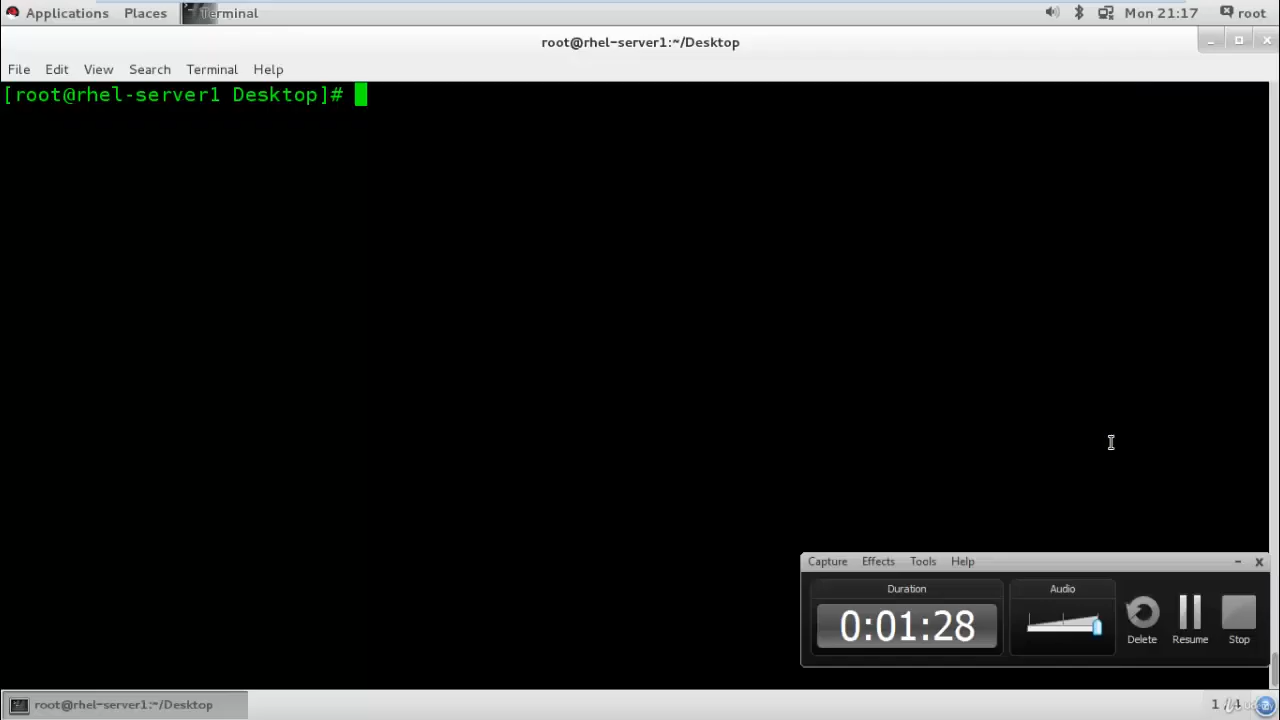 Applications Places Terminal Mon 21:17 root
root@rhel-server1:~/Desktop
File Edit View Search Terminal Help
[root@rhel-server1 Desktop]#
Capture Effects Tools Help
Duration Audio
0:01:28
Delete Resume Stop
root@rhel-server1:~/Desktop